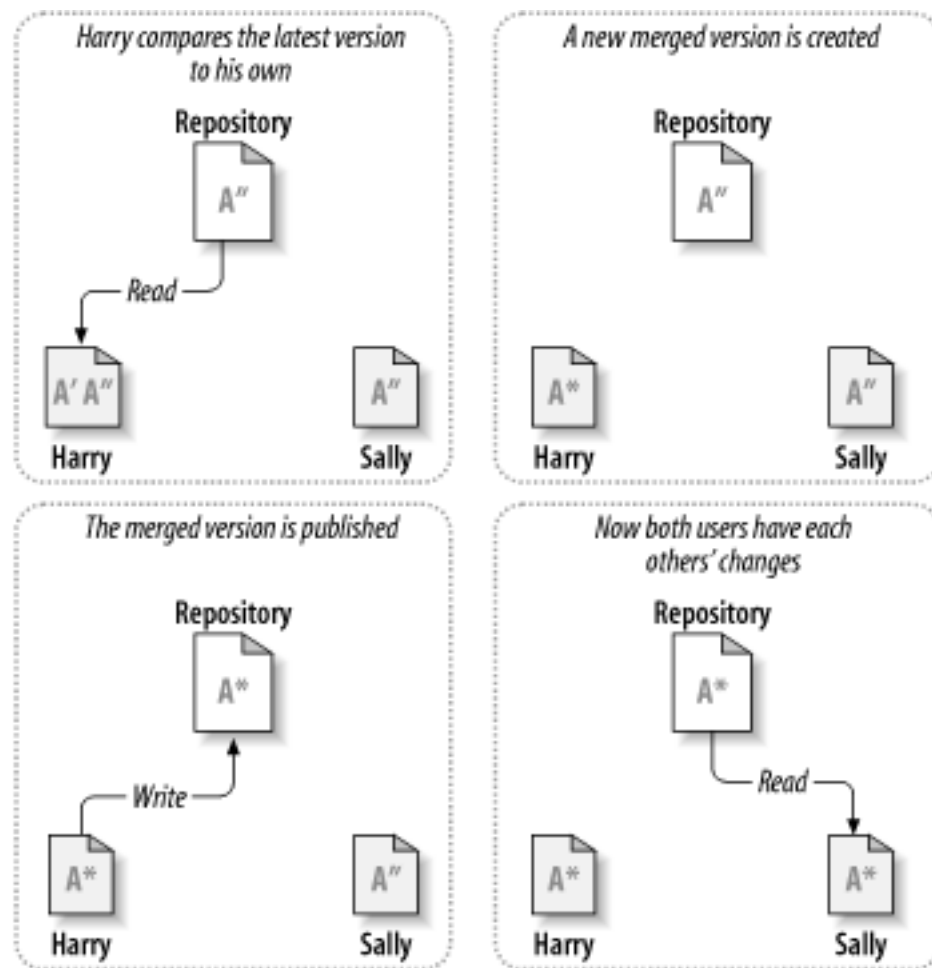 Harry compares the latest version
to his own
Repository
A″
Read
A′ A″
A″
Harry
Sally
A new merged version is created
Repository
A″
A*
A″
Harry
Sally
The merged version is published
Repository
A*
Write
A*
A″
Harry
Sally
Now both users have each
others’ changes
Repository
A*
Read
A*
A*
Harry
Sally